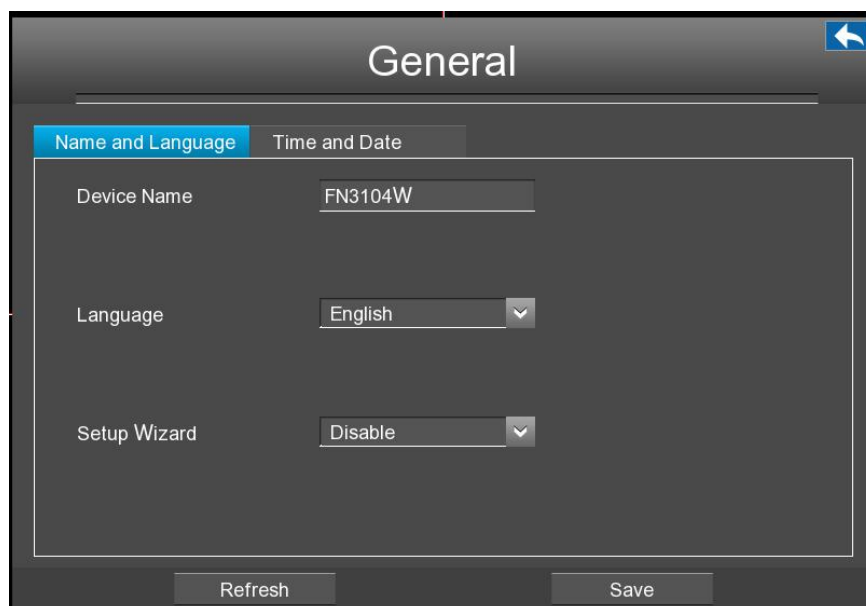 General
Name and Language Time and Date
Device Name FN3104W
Language English
Setup Wizard Disable
Refresh Save